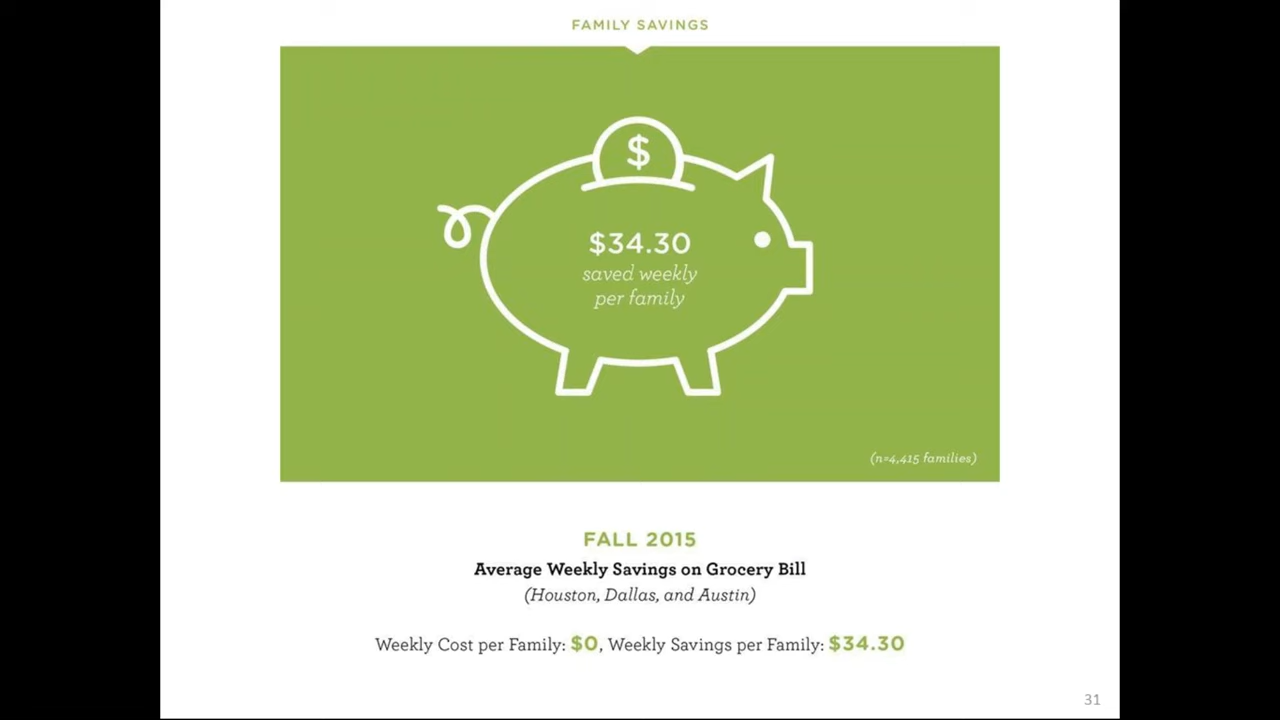 FAMILY SAVINGS
$
$34.30
saved weekly
per family
(n=4,415 families)
FALL 2015
Average Weekly Savings on Grocery Bill
(Houston, Dallas, and Austin)
Weekly Cost per Family: $0, Weekly Savings per Family: $34.30
31